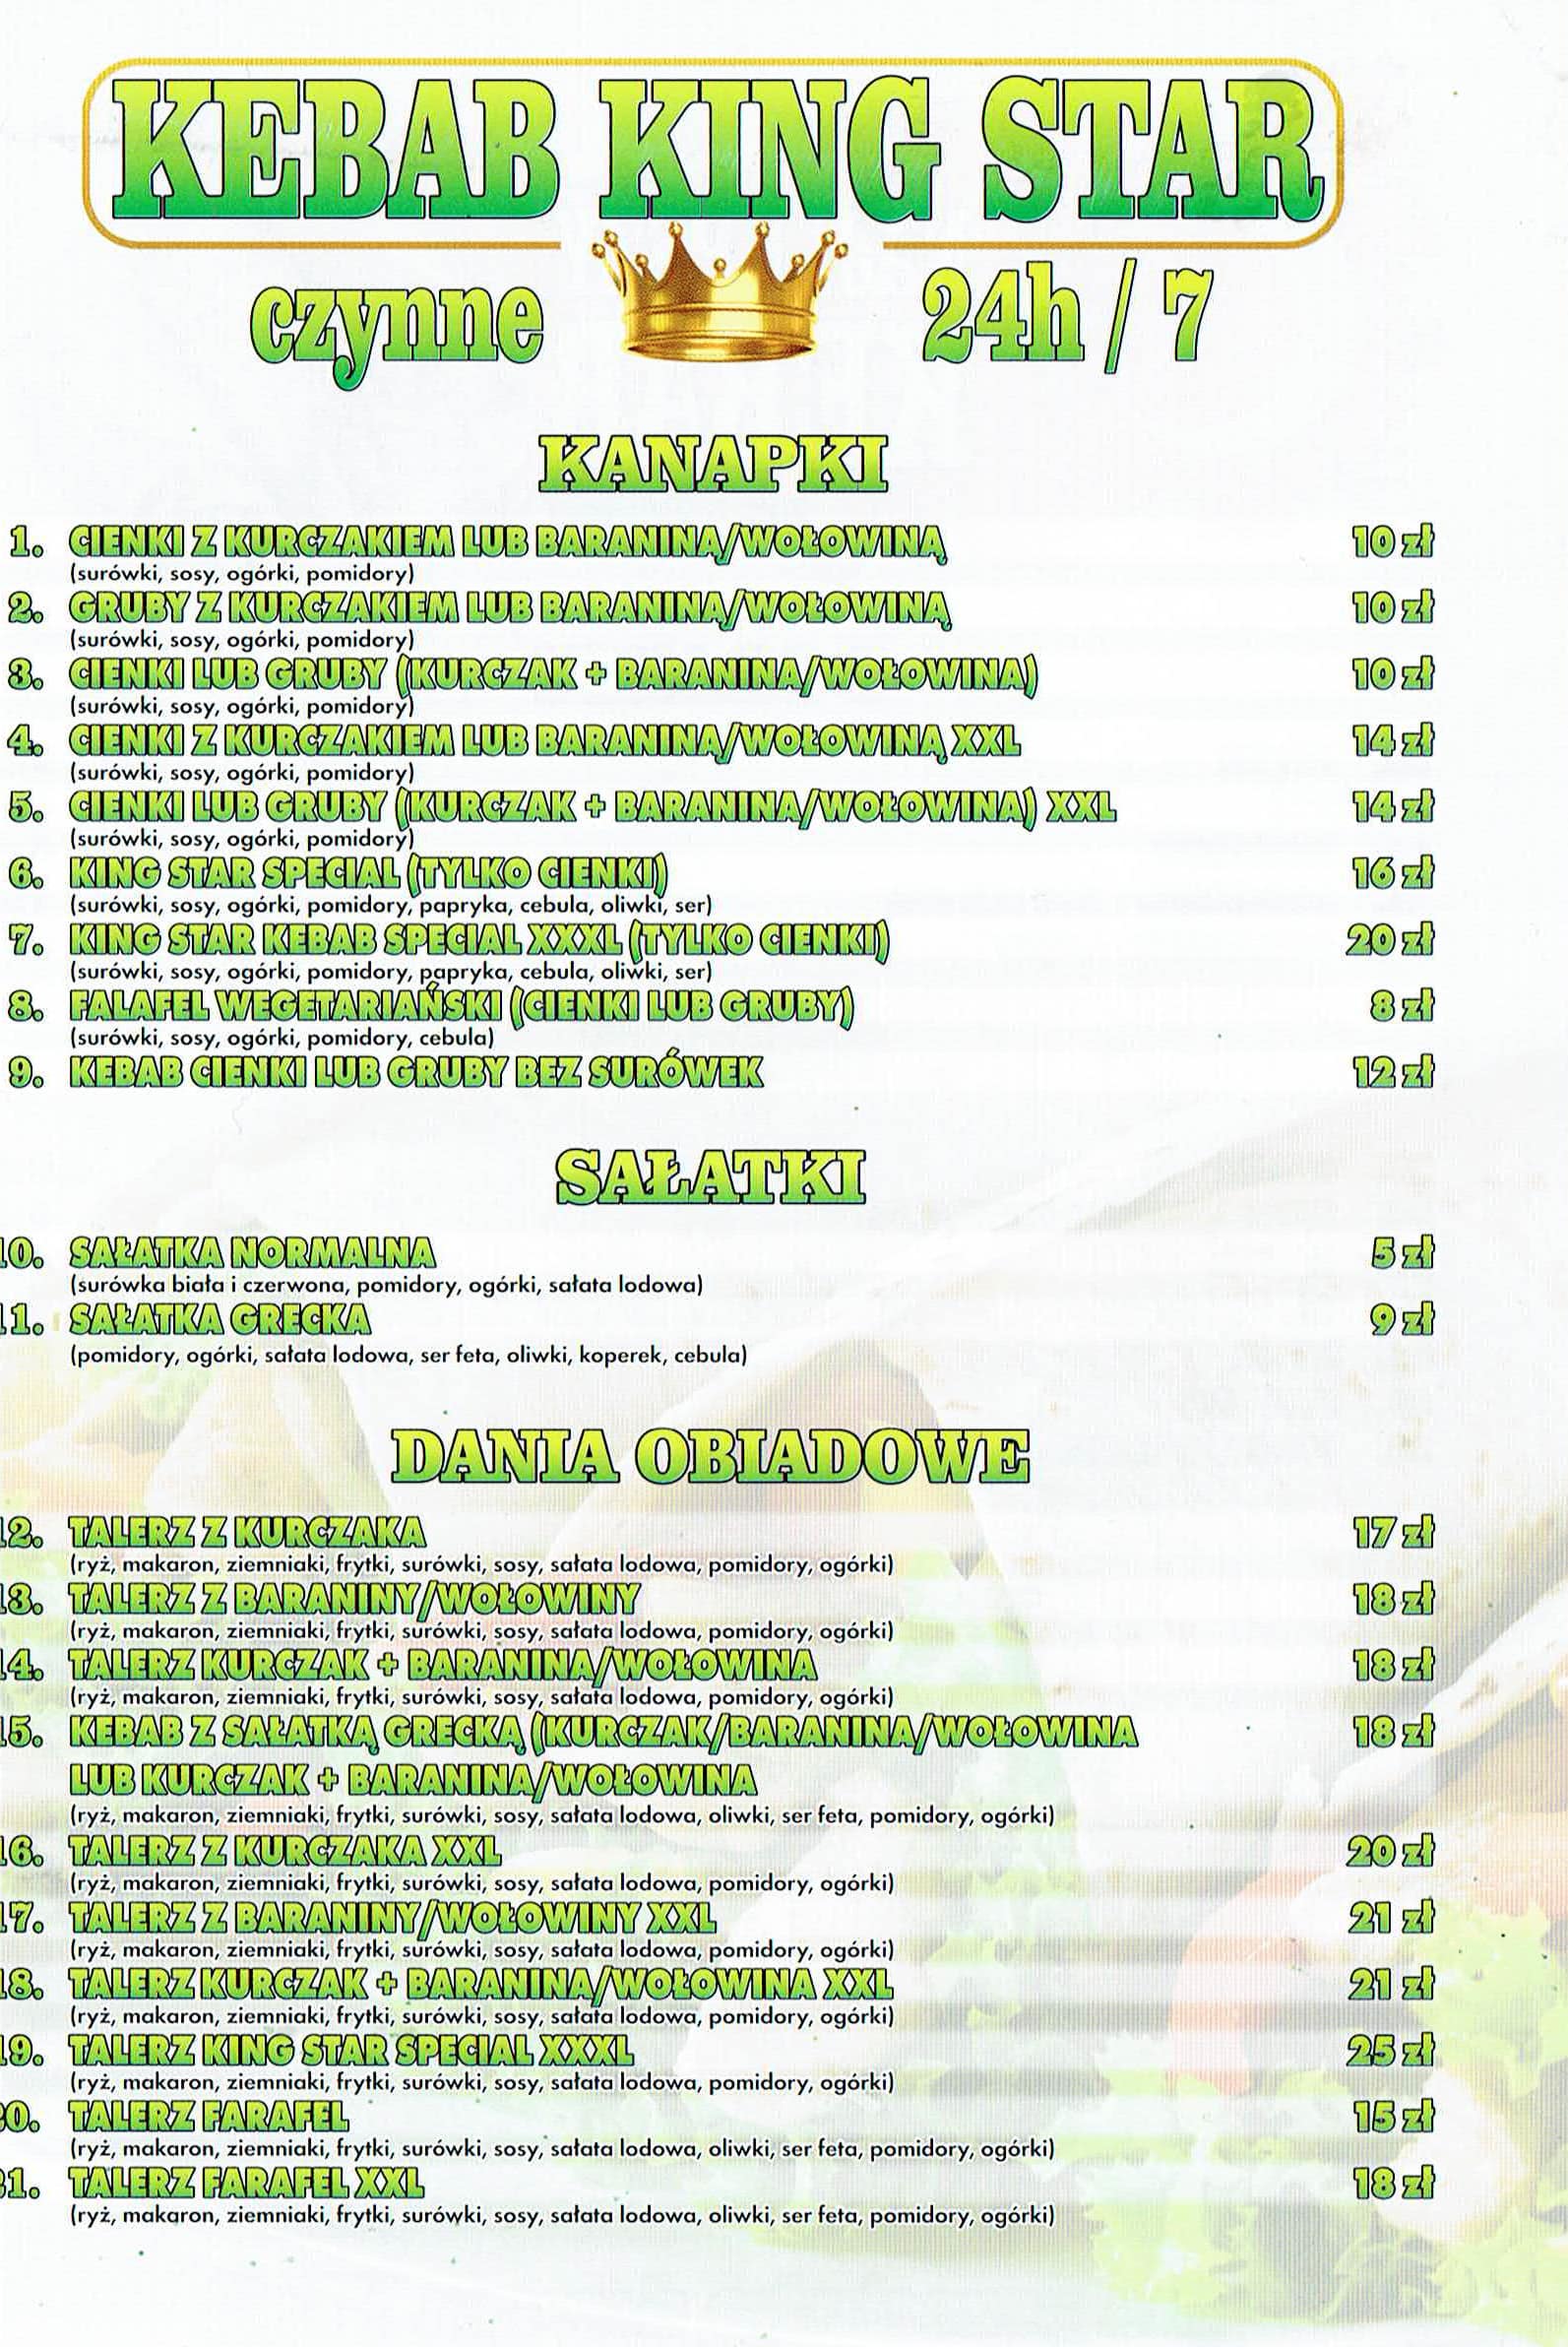 KEBAB KING STAR
czynne 24h / 7
KANAPKI
1. CIENKI Z KURCZAKIEM LUB BARANINĄ/WOŁOWINĄ 10 zł
(surówki, sosy, ogórki, pomidory)
2. GRUBY Z KURCZAKIEM LUB BARANINĄ/WOŁOWINĄ 10 zł
(surówki, sosy, ogórki, pomidory)
3. CIENKI LUB GRUBY (KURCZAK + BARANINA/WOŁOWINA) 10 zł
(surówki, sosy, ogórki, pomidory)
4. CIENKI Z KURCZAKIEM LUB BARANINĄ/WOŁOWINĄ XXL 14 zł
(surówki, sosy, ogórki, pomidory)
5. CIENKI LUB GRUBY (KURCZAK + BARANINA/WOŁOWINA) XXL 14 zł
(surówki, sosy, ogórki, pomidory)
6. KING STAR SPECIAL (TYLKO CIENKI) 16 zł
(surówki, sosy, ogórki, pomidory, papryka, cebula, oliwki, ser)
7. KING STAR KEBAB SPECIAL XXXL (TYLKO CIENKI) 20 zł
(surówki, sosy, ogórki, pomidory, papryka, cebula, oliwki, ser)
8. FALAFEL WEGETARIAŃSKI (CIENKI LUB GRUBY) 8 zł
(surówki, sosy, ogórki, pomidory, cebula)
9. KEBAB CIENKI LUB GRUBY BEZ SURÓWEK 12 zł
SAŁATKI
10. SAŁATKA NORMALNA 5 zł
(surówka biała i czerwona, pomidory, ogórki, sałata lodowa)
11. SAŁATKA GRECKA 9 zł
(pomidory, ogórki, sałata lodowa, ser feta, oliwki, koperek, cebula)
DANIA OBIADOWE
12. TALERZ Z KURCZAKA 17 zł
(ryż, makaron, ziemniaki, frytki, surówki, sosy, sałata lodowa, pomidory, ogórki)
13. TALERZ Z BARANINY/WOŁOWINY 18 zł
(ryż, makaron, ziemniaki, frytki, surówki, sosy, sałata lodowa, pomidory, ogórki)
14. TALERZ KURCZAK + BARANINA/WOŁOWINA 18 zł
(ryż, makaron, ziemniaki, frytki, surówki, sosy, sałata lodowa, pomidory, ogórki)
15. KEBAB Z SAŁATKĄ GRECKĄ (KURCZAK/BARANINA/WOŁOWINA 18 zł
LUB KURCZAK + BARANINA/WOŁOWINA
(ryż, makaron, ziemniaki, frytki, surówki, sosy, sałata lodowa, oliwki, ser feta, pomidory, ogórki)
16. TALERZ Z KURCZAKA XXL 20 zł
(ryż, makaron, ziemniaki, frytki, surówki, sosy, sałata lodowa, pomidory, ogórki)
17. TALERZ Z BARANINY/WOŁOWINY XXL 21 zł
(ryż, makaron, ziemniaki, frytki, surówki, sosy, sałata lodowa, pomidory, ogórki)
18. TALERZ KURCZAK + BARANINA/WOŁOWINA XXL 21 zł
(ryż, makaron, ziemniaki, frytki, surówki, sosy, sałata lodowa, pomidory, ogórki)
19. TALERZ KING STAR SPECIAL XXXL 25 zł
(ryż, makaron, ziemniaki, frytki, surówki, sosy, sałata lodowa, pomidory, ogórki)
20. TALERZ FARAFEL 15 zł
(ryż, makaron, ziemniaki, frytki, surówki, sosy, sałata lodowa, oliwki, ser feta, pomidory, ogórki)
21. TALERZ FARAFEL XXL 18 zł
(ryż, makaron, ziemniaki, frytki, surówki, sosy, sałata lodowa, oliwki, ser feta, pomidory, ogórki)